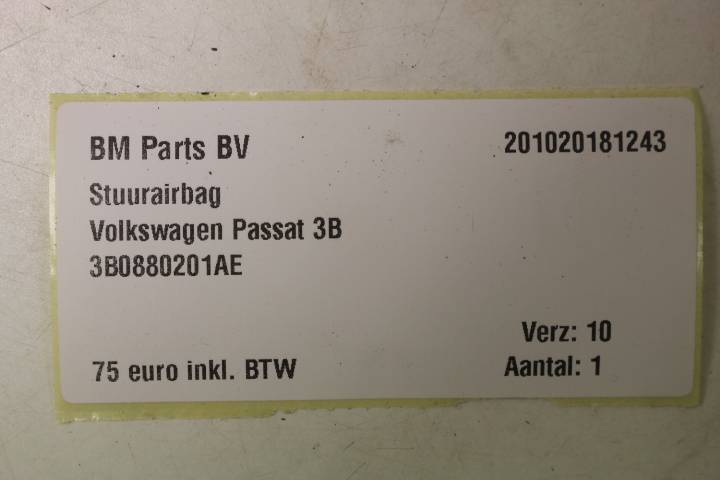 BM Parts BV 201020181243
Stuurairbag
Volkswagen Passat 3B
3B0880201AE
Verz: 10
75 euro inkl. BTW Aantal: 1